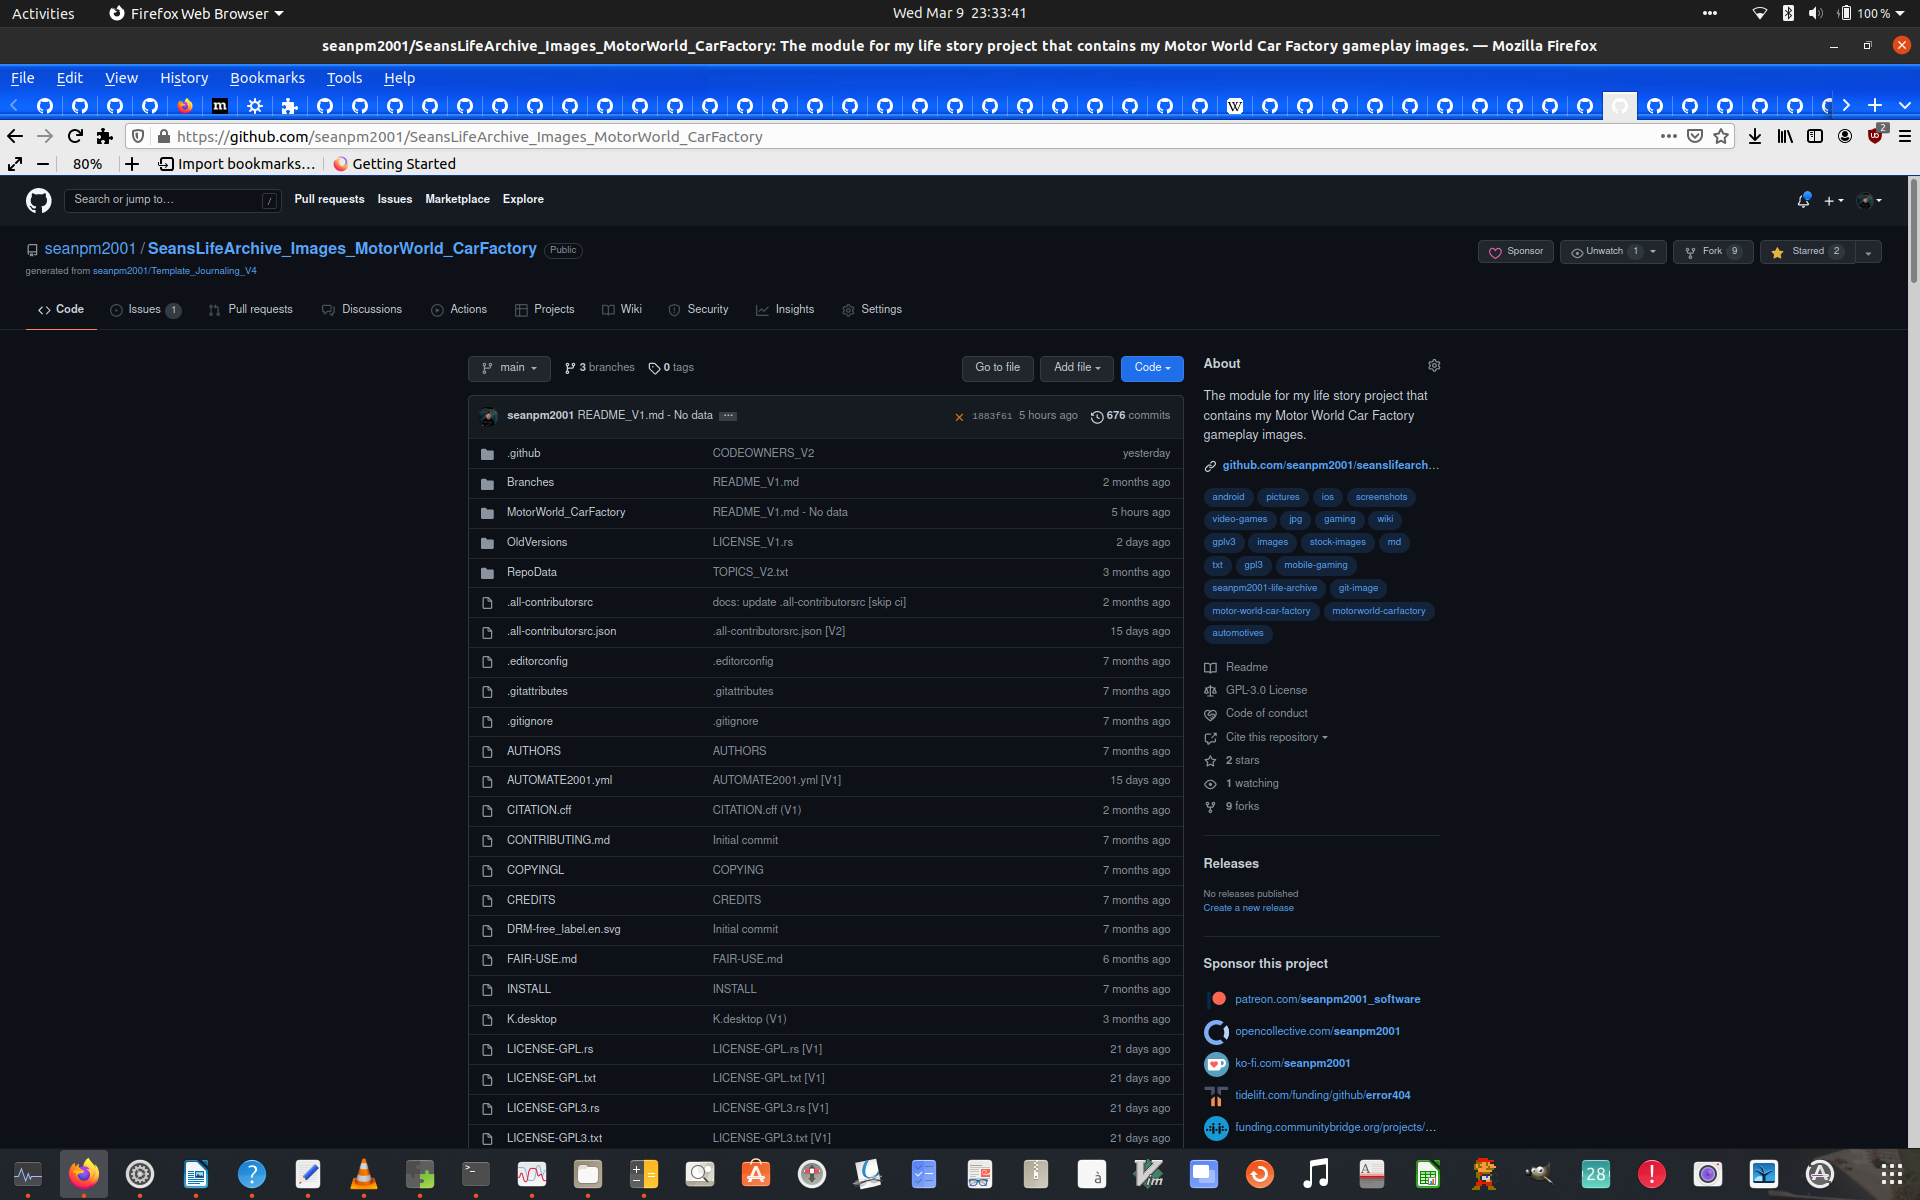 Activities Firefox Web Browser Wed Mar 9 23:33:41 100 %
seanpm2001/SeansLifeArchive_Images_MotorWorld_CarFactory: The module for my life story project that contains my Motor World Car Factory gameplay images. — Mozilla Firefox
File Edit View History Bookmarks Tools Help
https://github.com/seanpm2001/SeansLifeArchive_Images_MotorWorld_CarFactory 2
80% Import bookmarks… Getting Started
Search or jump to… / Pull requests Issues Marketplace Explore
seanpm2001 / SeansLifeArchive_Images_MotorWorld_CarFactory Public
Sponsor Unwatch 1 Fork 9 Starred 2
generated from seanpm2001/Template_Journaling_V4
Code Issues 1 Pull requests Discussions Actions Projects Wiki Security Insights Settings
main 3 branches 0 tags Go to file Add file Code
seanpm2001 README_V1.md - No data ... 1883f61 5 hours ago 676 commits
.github CODEOWNERS_V2 yesterday
Branches README_V1.md 2 months ago
MotorWorld_CarFactory README_V1.md - No data 5 hours ago
OldVersions LICENSE_V1.rs 2 days ago
RepoData TOPICS_V2.txt 3 months ago
.all-contributorsrc docs: update .all-contributorsrc [skip ci] 2 months ago
.all-contributorsrc.json .all-contributorsrc.json [V2] 15 days ago
.editorconfig .editorconfig 7 months ago
.gitattributes .gitattributes 7 months ago
.gitignore .gitignore 7 months ago
AUTHORS AUTHORS 7 months ago
AUTOMATE2001.yml AUTOMATE2001.yml [V1] 15 days ago
CITATION.cff CITATION.cff (V1) 2 months ago
CONTRIBUTING.md Initial commit 7 months ago
COPYINGL COPYING 7 months ago
CREDITS CREDITS 7 months ago
DRM-free_label.en.svg Initial commit 7 months ago
FAIR-USE.md FAIR-USE.md 6 months ago
INSTALL INSTALL 7 months ago
K.desktop K.desktop (V1) 3 months ago
LICENSE-GPL.rs LICENSE-GPL.rs [V1] 21 days ago
LICENSE-GPL.txt LICENSE-GPL.txt [V1] 21 days ago
LICENSE-GPL3.rs LICENSE-GPL3.rs [V1] 21 days ago
LICENSE-GPL3.txt LICENSE-GPL3.txt [V1] 21 days ago
About
The module for my life story project that
contains my Motor World Car Factory
gameplay images.
github.com/seanpm2001/seanslifearch…
android pictures ios screenshots
video-games jpg gaming wiki
gplv3 images stock-images md
txt gpl3 mobile-gaming
seanpm2001-life-archive git-image
motor-world-car-factory motorworld-carfactory
automotives
Readme
GPL-3.0 License
Code of conduct
Cite this repository
2 stars
1 watching
9 forks
Releases
No releases published
Create a new release
Sponsor this project
patreon.com/seanpm2001_software
opencollective.com/seanpm2001
ko-fi.com/seanpm2001
tidelift.com/funding/github/error404
funding.communitybridge.org/projects/…
28